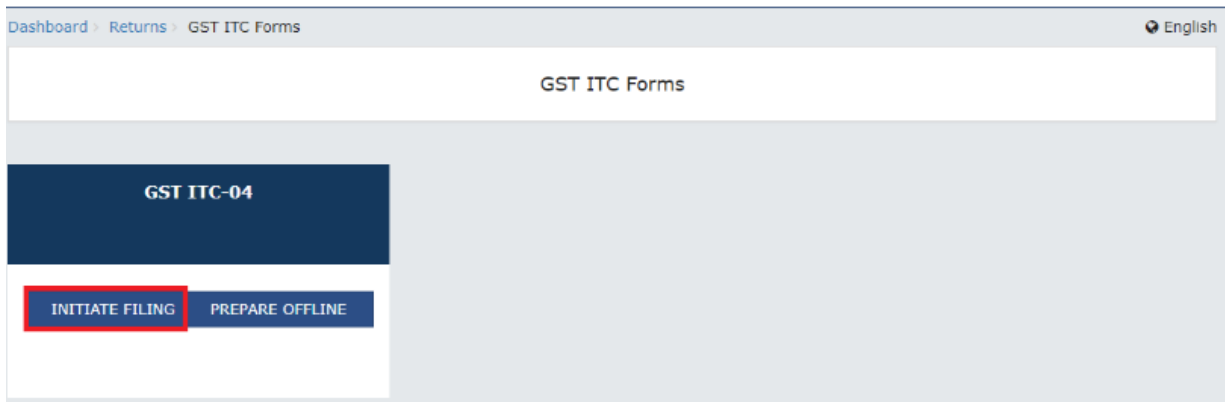 Dashboard › Returns › GST ITC Forms English
GST ITC Forms
GST ITC-04
INITIATE FILING PREPARE OFFLINE